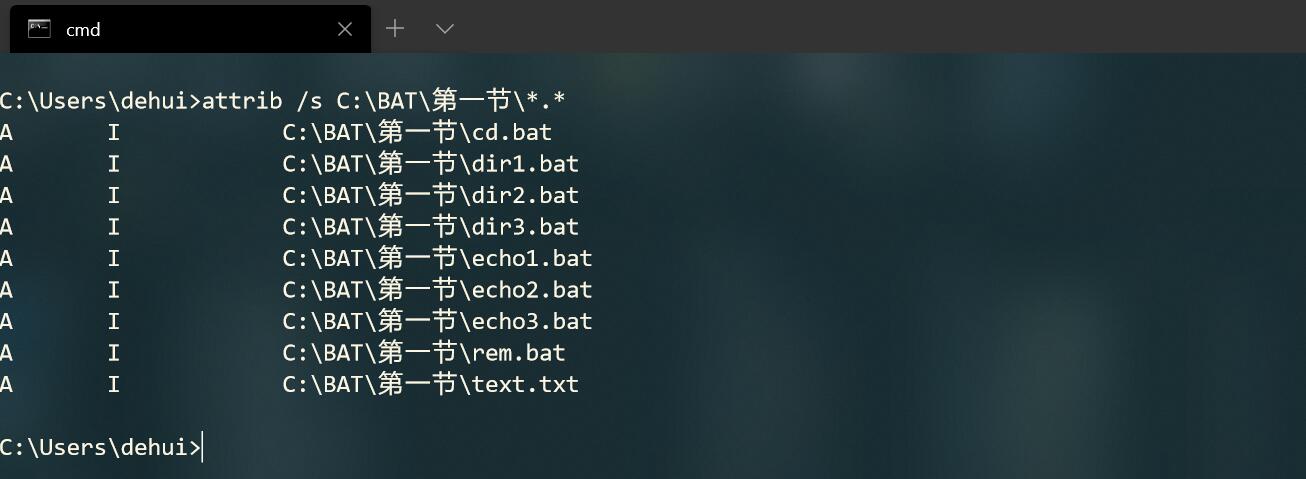 cmd
C:\Users\dehui>attrib /s C:\BAT\第一节\*.*
A       I            C:\BAT\第一节\cd.bat
A       I            C:\BAT\第一节\dir1.bat
A       I            C:\BAT\第一节\dir2.bat
A       I            C:\BAT\第一节\dir3.bat
A       I            C:\BAT\第一节\echo1.bat
A       I            C:\BAT\第一节\echo2.bat
A       I            C:\BAT\第一节\echo3.bat
A       I            C:\BAT\第一节\rem.bat
A       I            C:\BAT\第一节\text.txt
C:\Users\dehui>